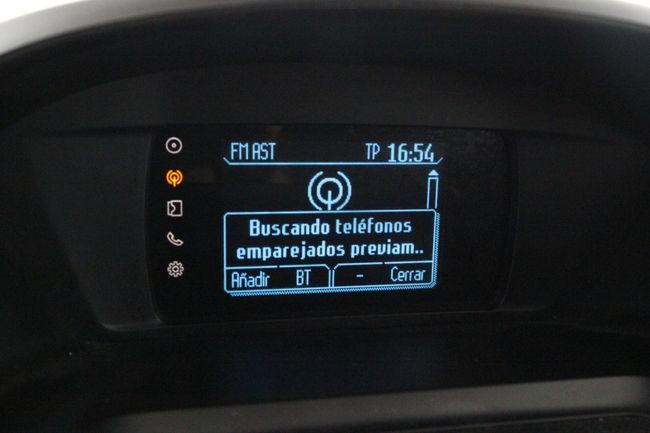 FM AST TP 16:54
Buscando teléfonos
emparejados previam..
Añadir BT - Cerrar